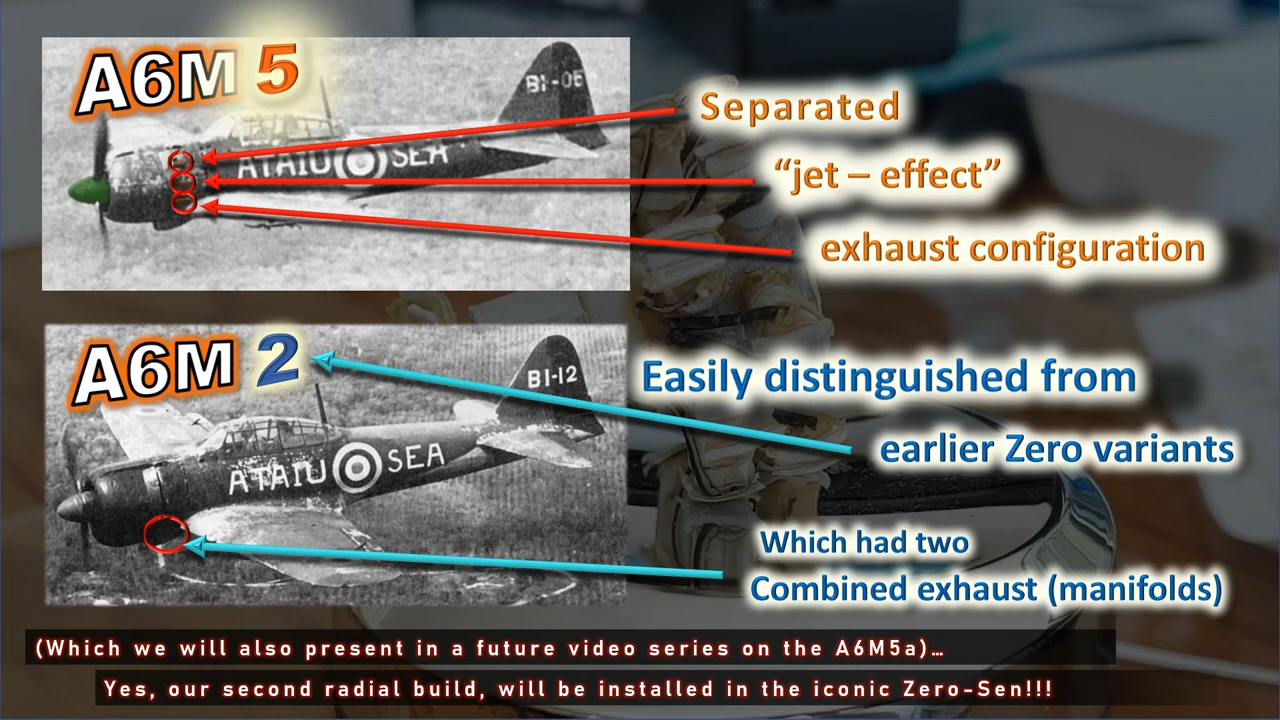 A6M 5
BI-05
ATAIU SEA
Separated
“jet – effect”
exhaust configuration
A6M 2
BI-12
ATAIU SEA
Easily distinguished from
earlier Zero variants
Which had two
Combined exhaust (manifolds)
(Which we will also present in a future video series on the A6M5a)…
Yes, our second radial build, will be installed in the iconic Zero-Sen!!!